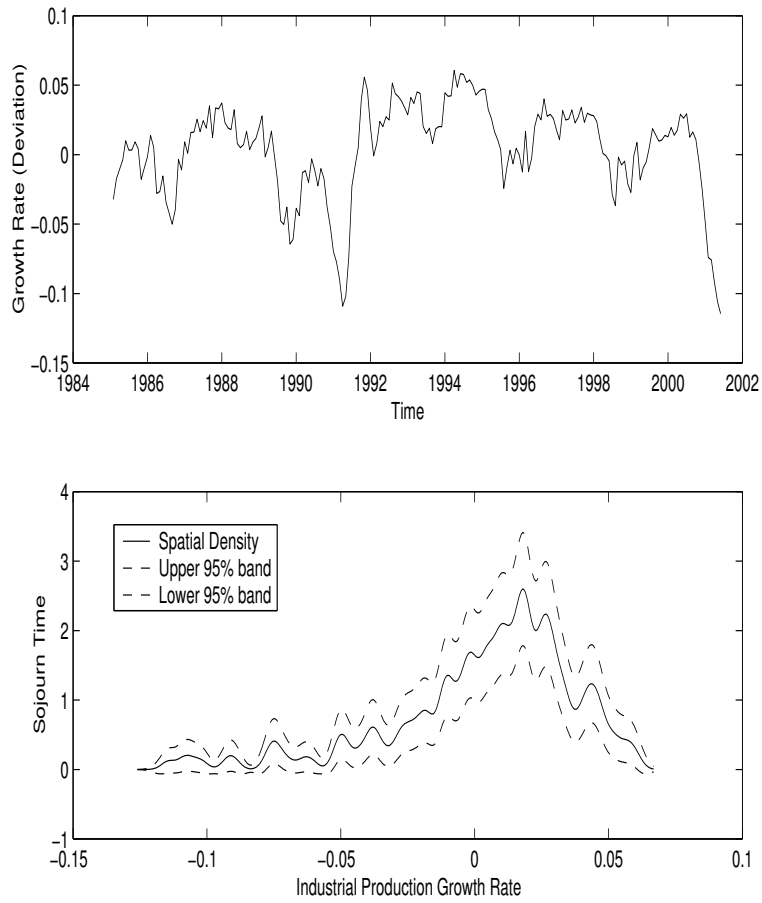 0.1
0.05
0
−0.05
−0.1
−0.15
Growth Rate (Deviation)
1984 1986 1988 1990 1992 1994 1996 1998 2000 2002
Time
4
3
2
1
0
−1
Sojourn Time
Spatial Density
Upper 95% band
Lower 95% band
−0.15 −0.1 −0.05 0 0.05 0.1
Industrial Production Growth Rate